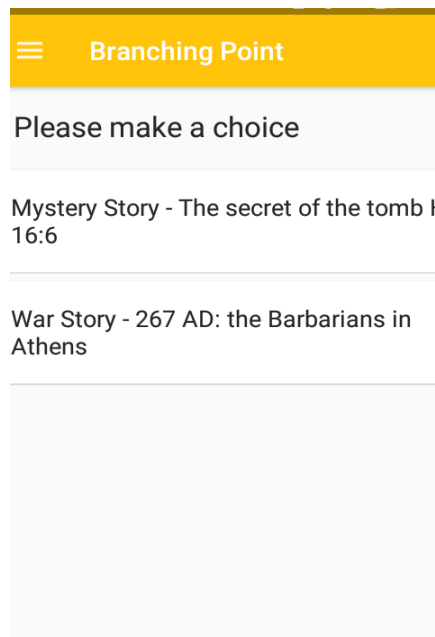 Branching Point
Please make a choice
Mystery Story - The secret of the tomb
16:6
War Story - 267 AD: the Barbarians in
Athens